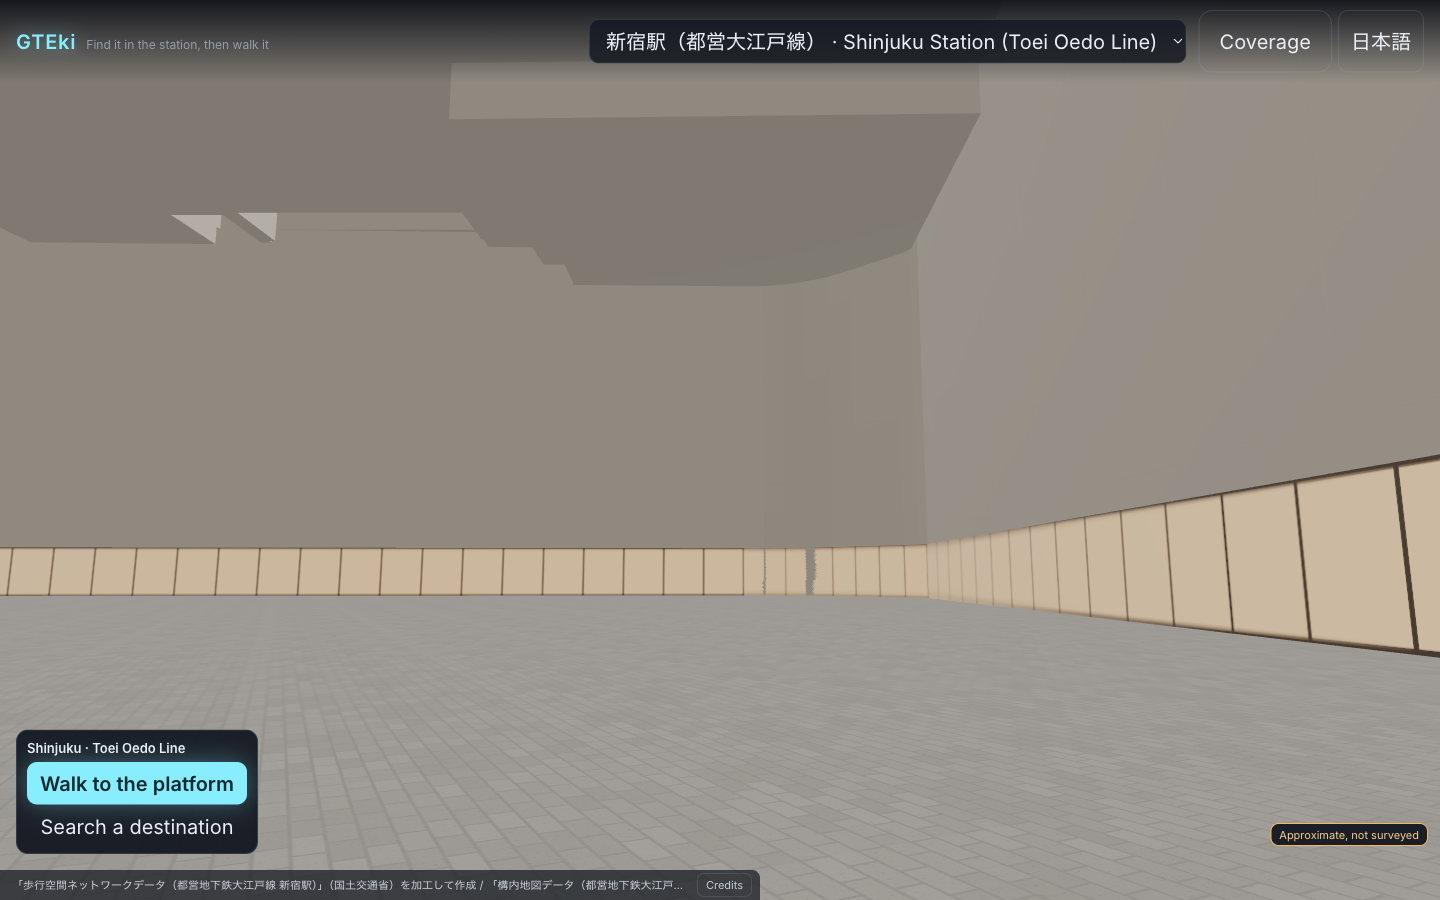 GTEki Find it in the station, then walk it
新宿駅（都営大江戸線） · Shinjuku Station (Toei Oedo Line)
Coverage
日本語
Shinjuku · Toei Oedo Line
Walk to the platform
Search a destination
Approximate, not surveyed
「歩行空間ネットワークデータ（都営地下鉄大江戸線 新宿駅）」（国土交通省）を加工して作成 / 「構内地図データ（都営地下鉄大江戸...
Credits